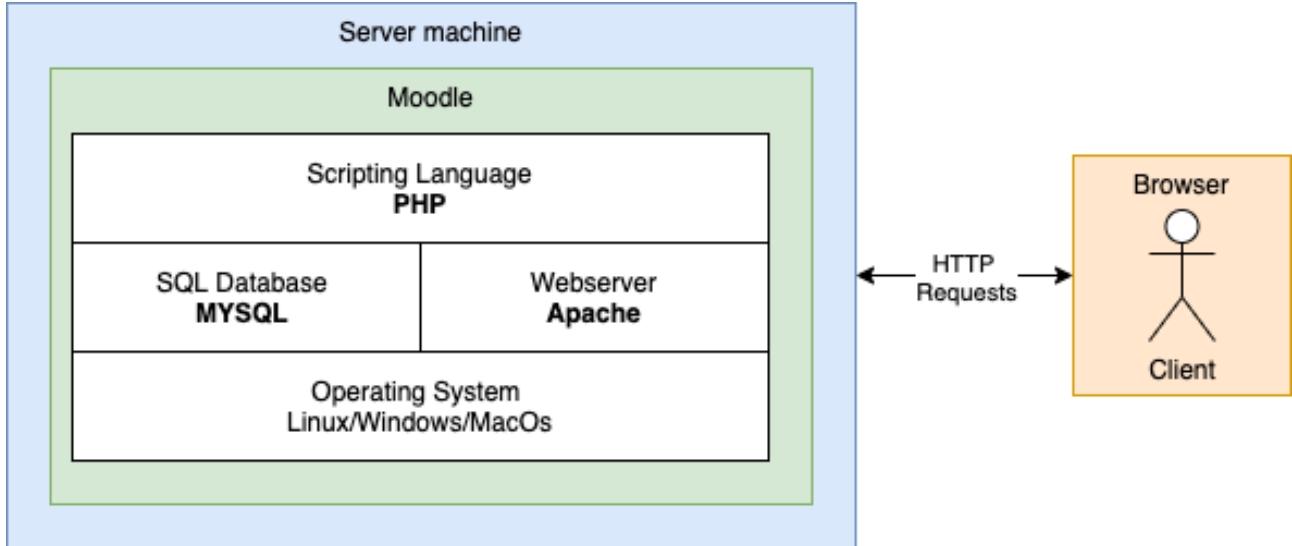 Server machine
Moodle
Scripting Language
PHP
SQL Database
MYSQL
Webserver
Apache
Operating System
Linux/Windows/MacOs
HTTP
Requests
Browser
Client